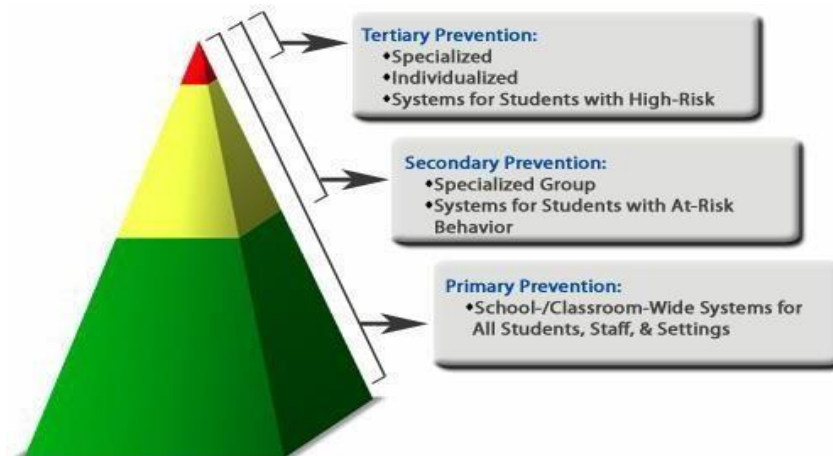 Tertiary Prevention:
◆Specialized
◆Individualized
◆Systems for Students with High-Risk
Secondary Prevention:
◆Specialized Group
◆Systems for Students with At-Risk
Behavior
Primary Prevention:
◆School-/Classroom-Wide Systems for
All Students, Staff, & Settings